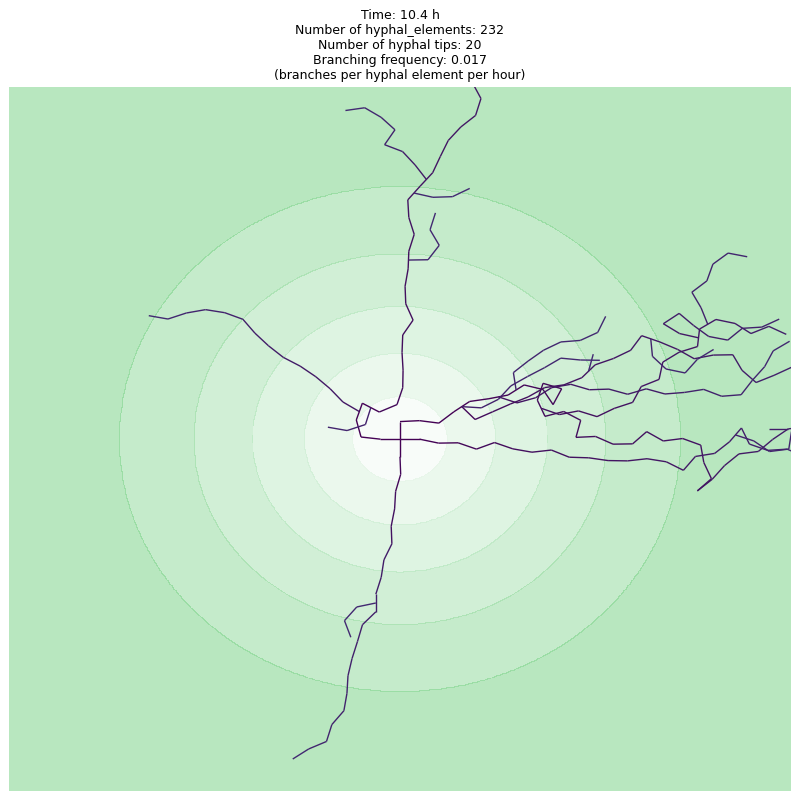 Time: 10.4 h
Number of hyphal_elements: 232
Number of hyphal tips: 20
Branching frequency: 0.017
(branches per hyphal element per hour)